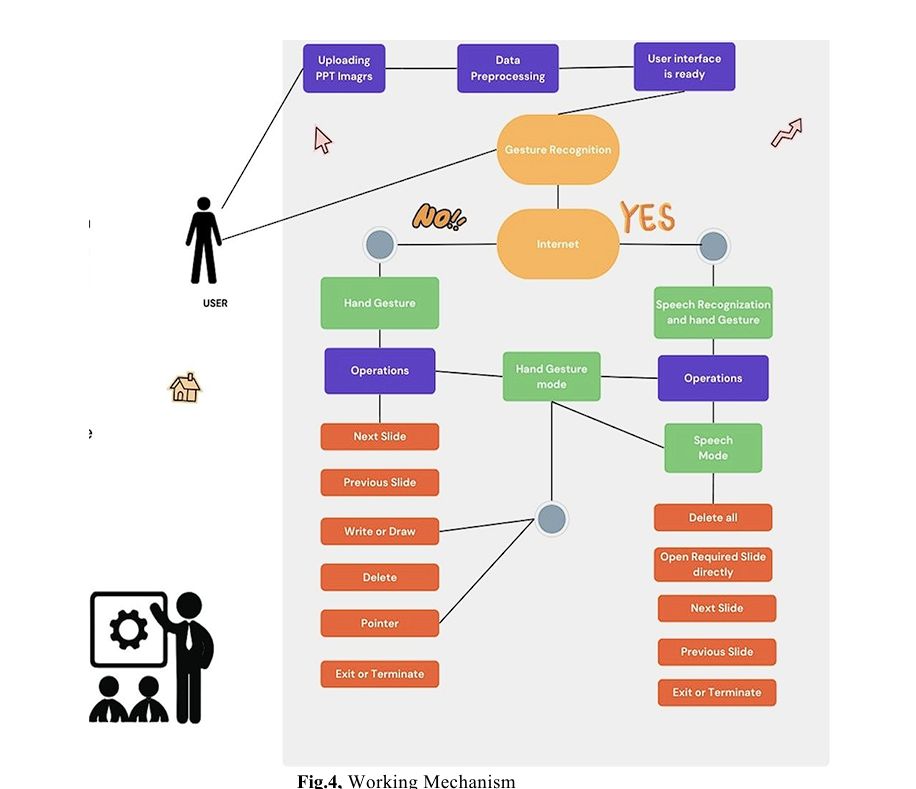 Uploading
PPT Imagrs
Data
Preprocessing
User interface
is ready
Gesture Recognition
NO!!
YES
Internet
USER
Hand Gesture
Speech Recognization
and hand Gesture
Operations
Hand Gesture
mode
Operations
Next Slide
Speech
Mode
Previous Slide
Write or Draw
Delete all
Delete
Open Required Slide
directly
Pointer
Next Slide
Exit or Terminate
Previous Slide
Exit or Terminate
Fig.4, Working Mechanism